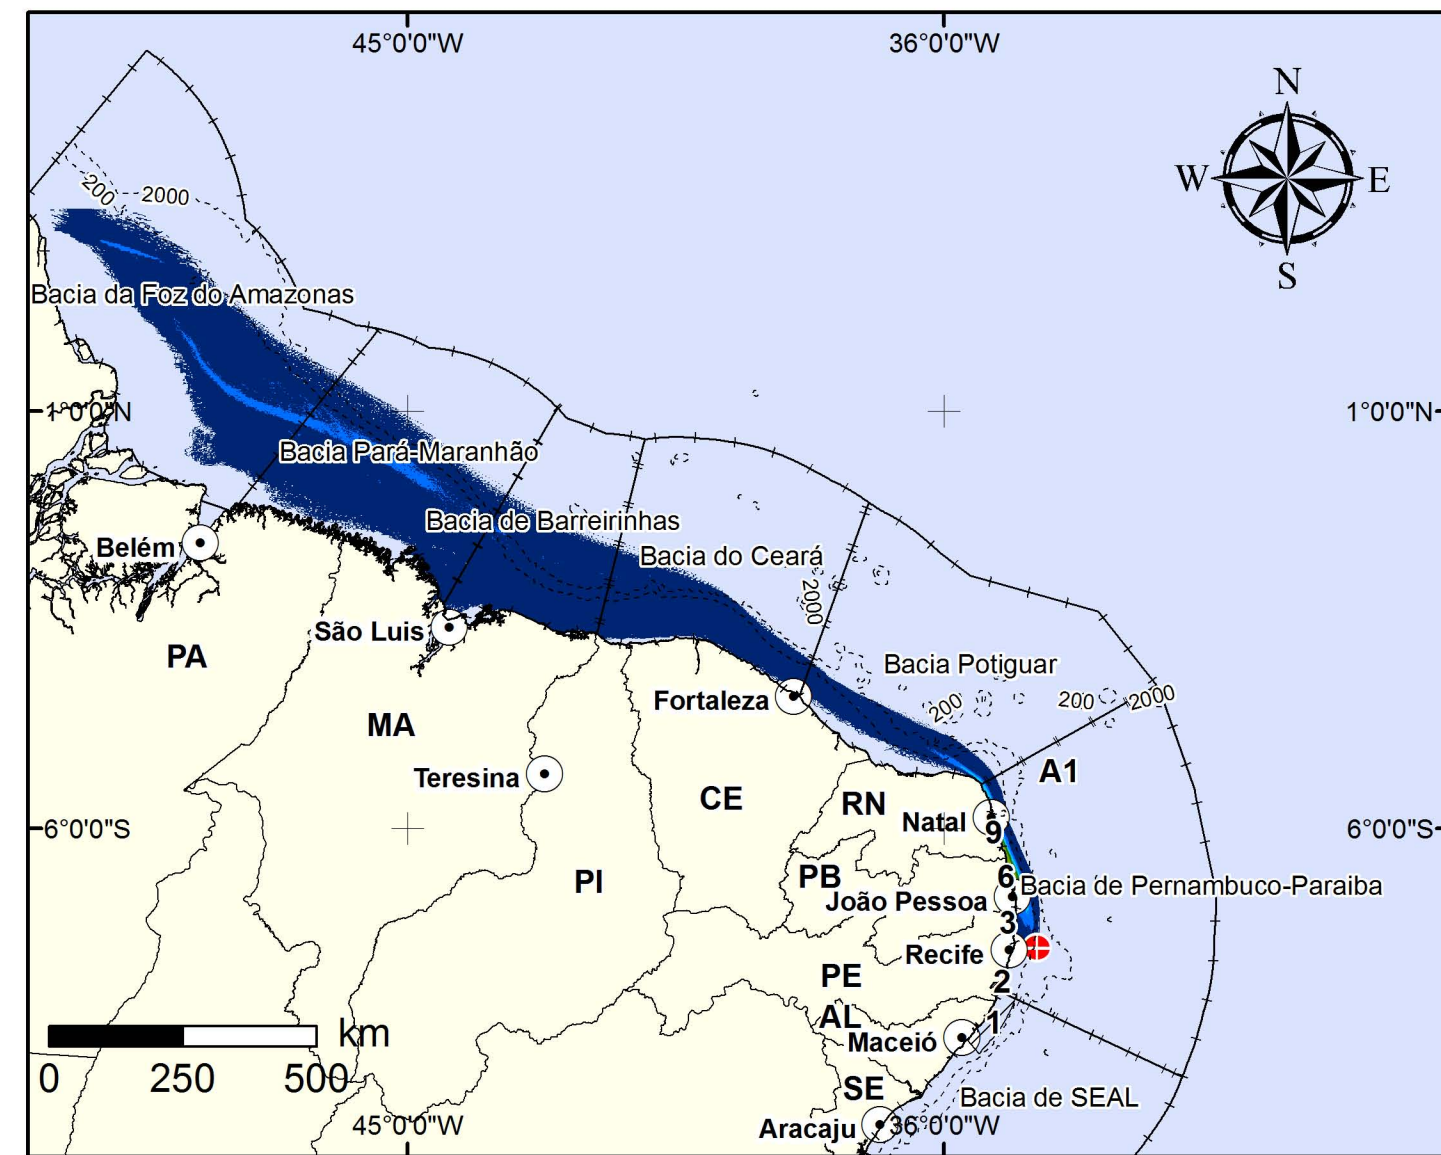 45°0'0"W
36°0'0"W
N
W
E
S
200
2000
Bacia da Foz do Amazonas
1°0'0"N
1°0'0"N
Bacia Pará-Maranhão
Bacia de Barreirinhas
Belém
Bacia do Ceará
2000
São Luis
PA
Bacia Potiguar
Fortaleza
200
200
2000
MA
Teresina
A1
CE
RN
Natal
6°0'0"S
9
6°0'0"S
PI
PB
6
Bacia de Pernambuco-Paraiba
João Pessoa
3
Recife
PE
2
AL
1
km
Maceió
0
250
500
SE
Bacia de SEAL
45°0'0"W
Aracaju
36°0'0"W